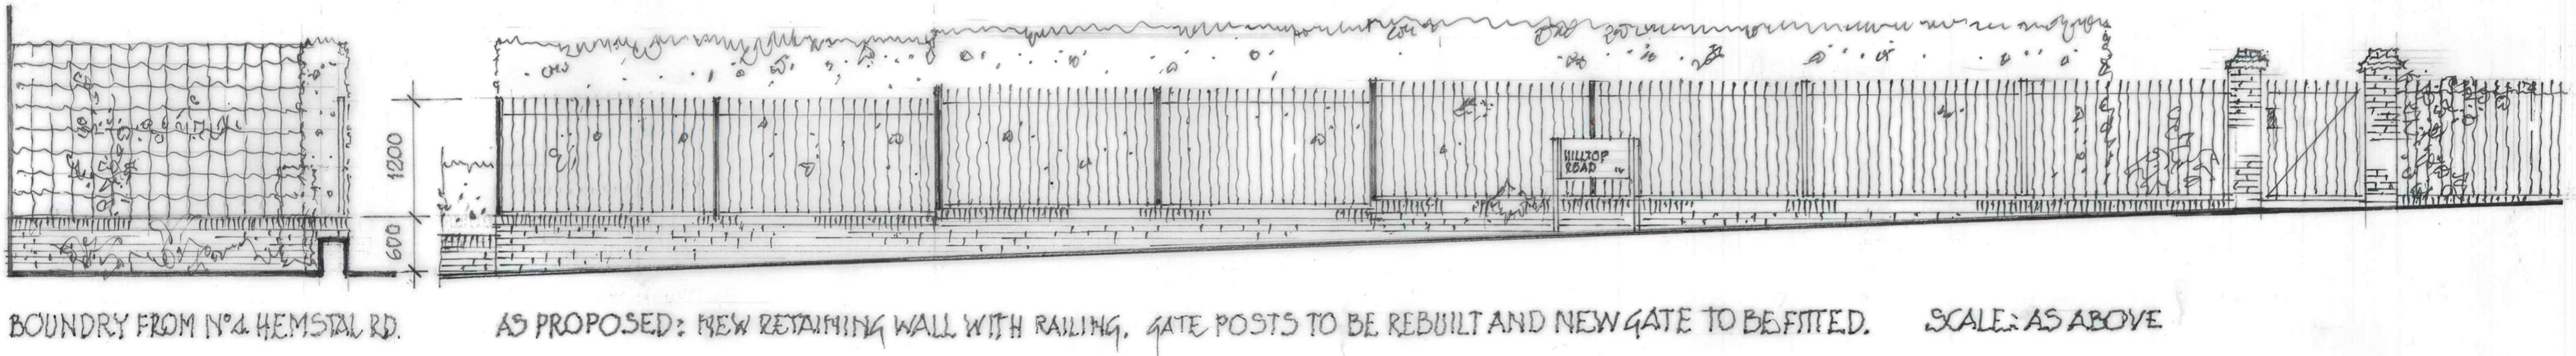 1200
600
HILLTOP
ROAD
BOUNDRY FROM Nº4 HEMSTAL RD.
AS PROPOSED: NEW RETAINING WALL WITH RAILING. GATE POSTS TO BE REBUILT AND NEW GATE TO BE FITTED. SCALE: AS ABOVE